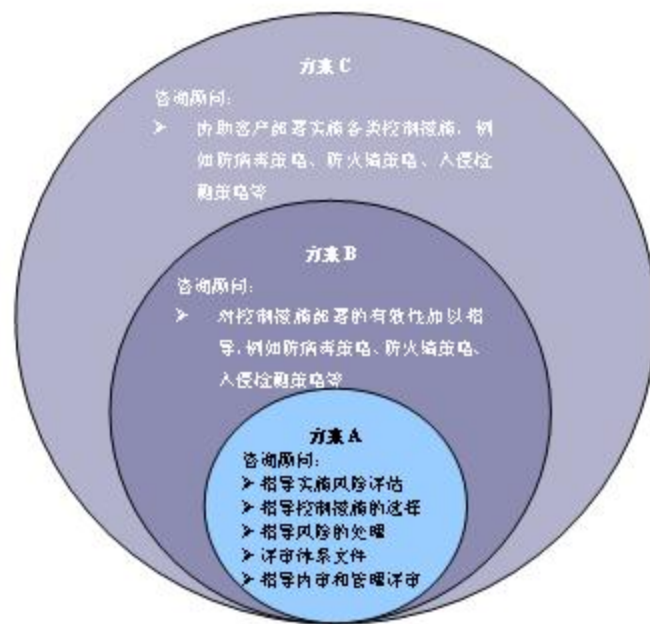 方案 C
咨询顾问:
➢ 协助客户部署实施各类控制措施，例
如防病毒策略、防火墙策略、入侵检
测策略等
方案 B
咨询顾问:
➢ 对控制措施部署的有效性加以指
导，例如防病毒策略、防火墙策略、
入侵检测策略等
方案 A
咨询顾问:
➢ 指导实施风险评估
➢ 指导控制措施的选择
➢ 指导风险的处理
➢ 评审体系文件
➢ 指导内审和管理评审